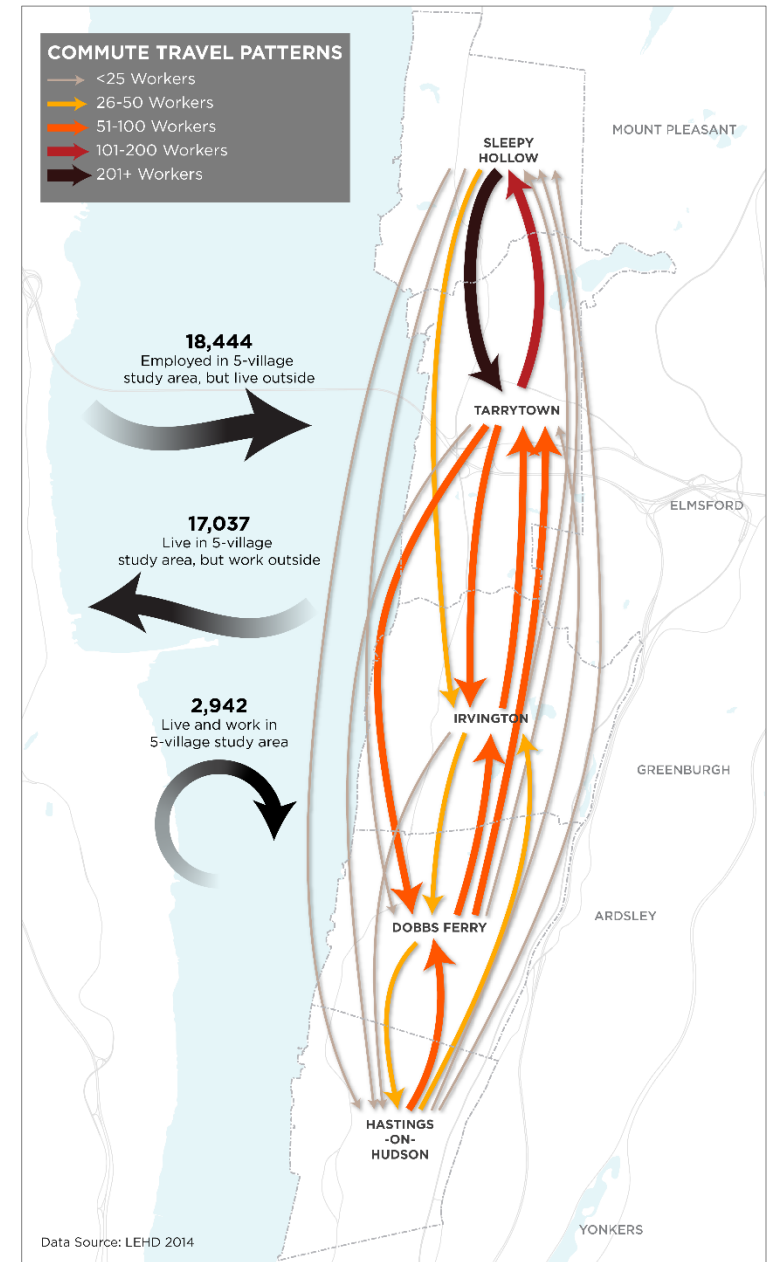 COMMUTE TRAVEL PATTERNS
<25 Workers
26-50 Workers
51-100 Workers
101-200 Workers
201+ Workers
MOUNT PLEASANT
SLEEPY
HOLLOW
18,444
Employed in 5-village
study area, but live outside
TARRYTOWN
ELMSFORD
17,037
Live in 5-village
study area, but work outside
2,942
Live and work in
5-village study area
IRVINGTON
GREENBURGH
ARDSLEY
DOBBS FERRY
HASTINGS
-ON-
HUDSON
YONKERS
Data Source: LEHD 2014